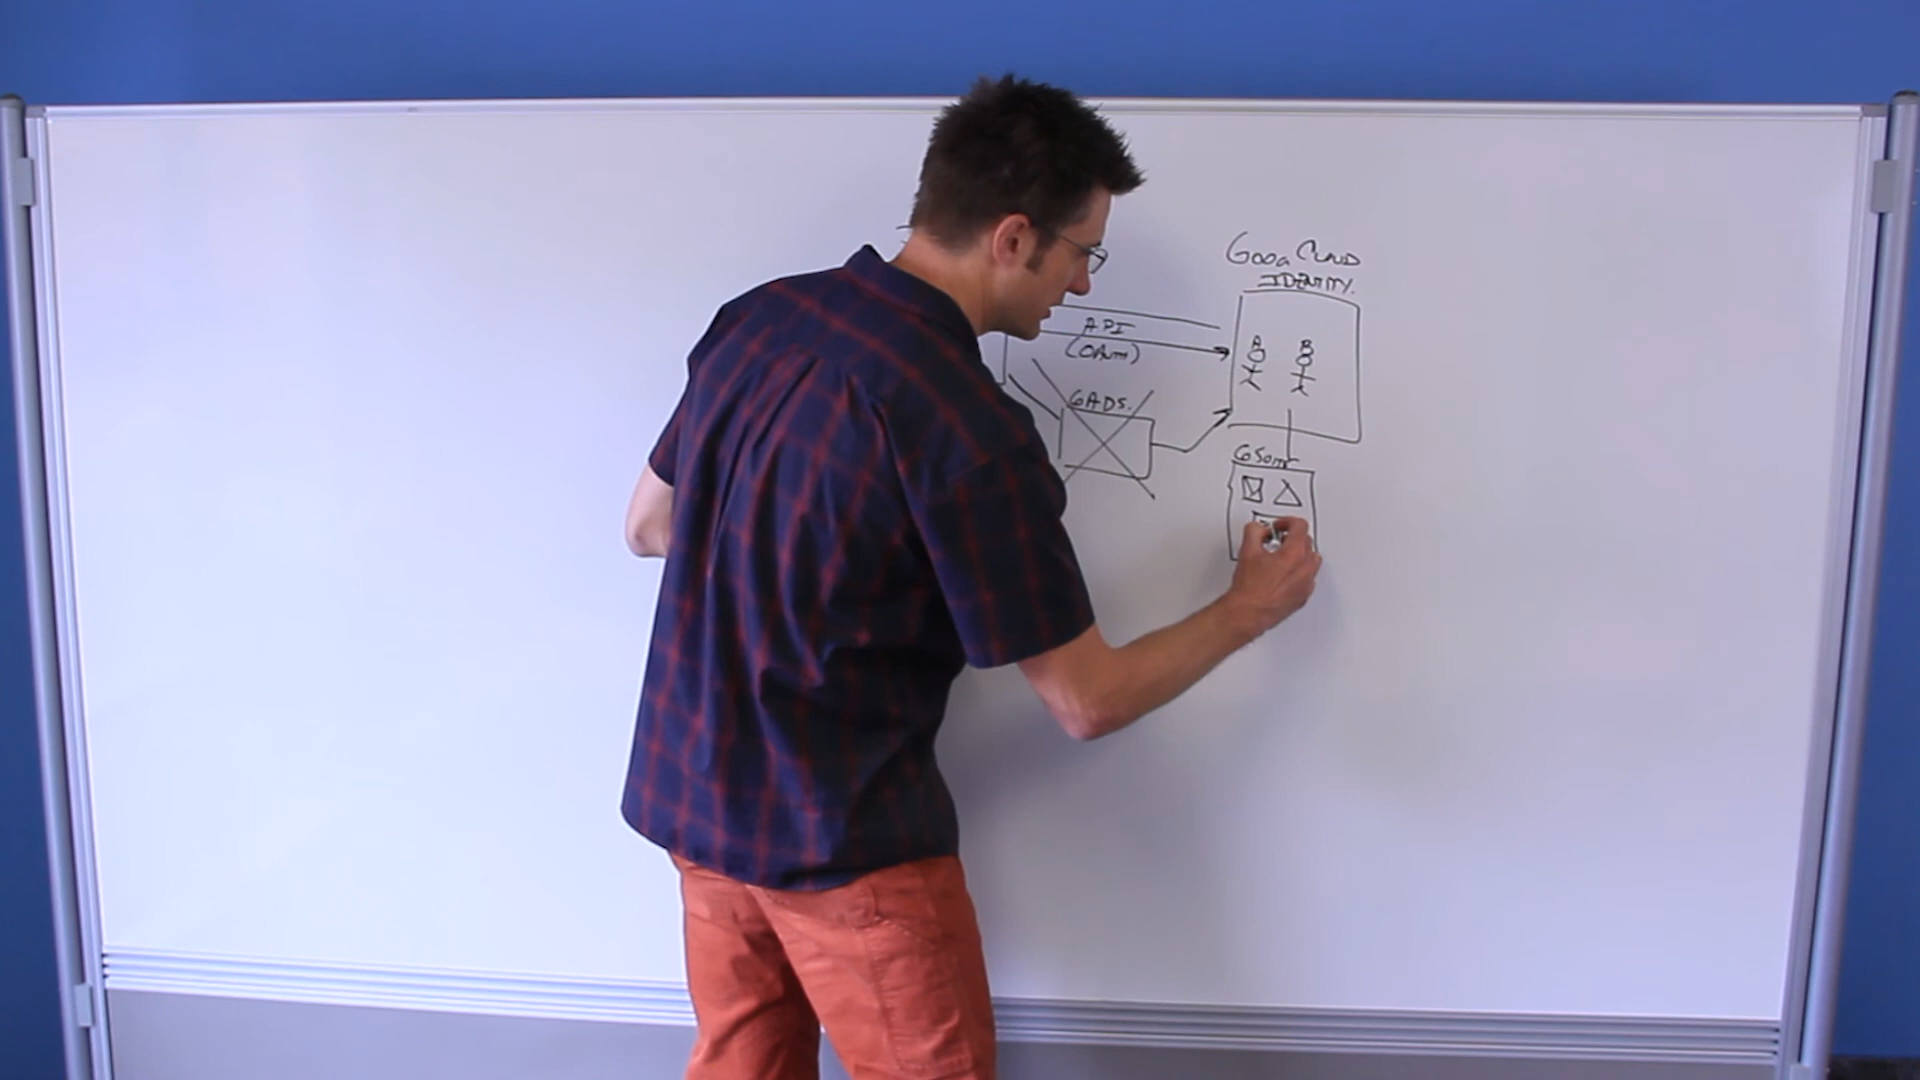 Goog Cloud
IDENTITY.
API
(OAuth)
A B
GADS.
GSuite